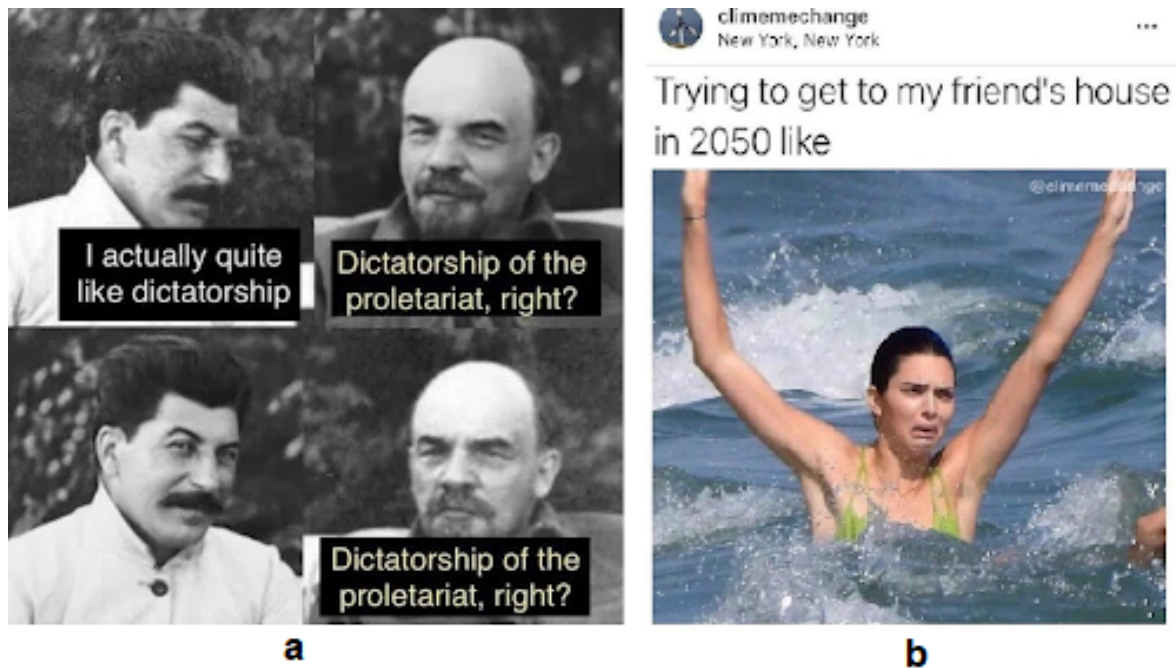 I actually quite
like dictatorship
Dictatorship of the
proletariat, right?
Dictatorship of the
proletariat, right?
a
climemechange
New York, New York
Trying to get to my friend's house
in 2050 like
@climemechange
b